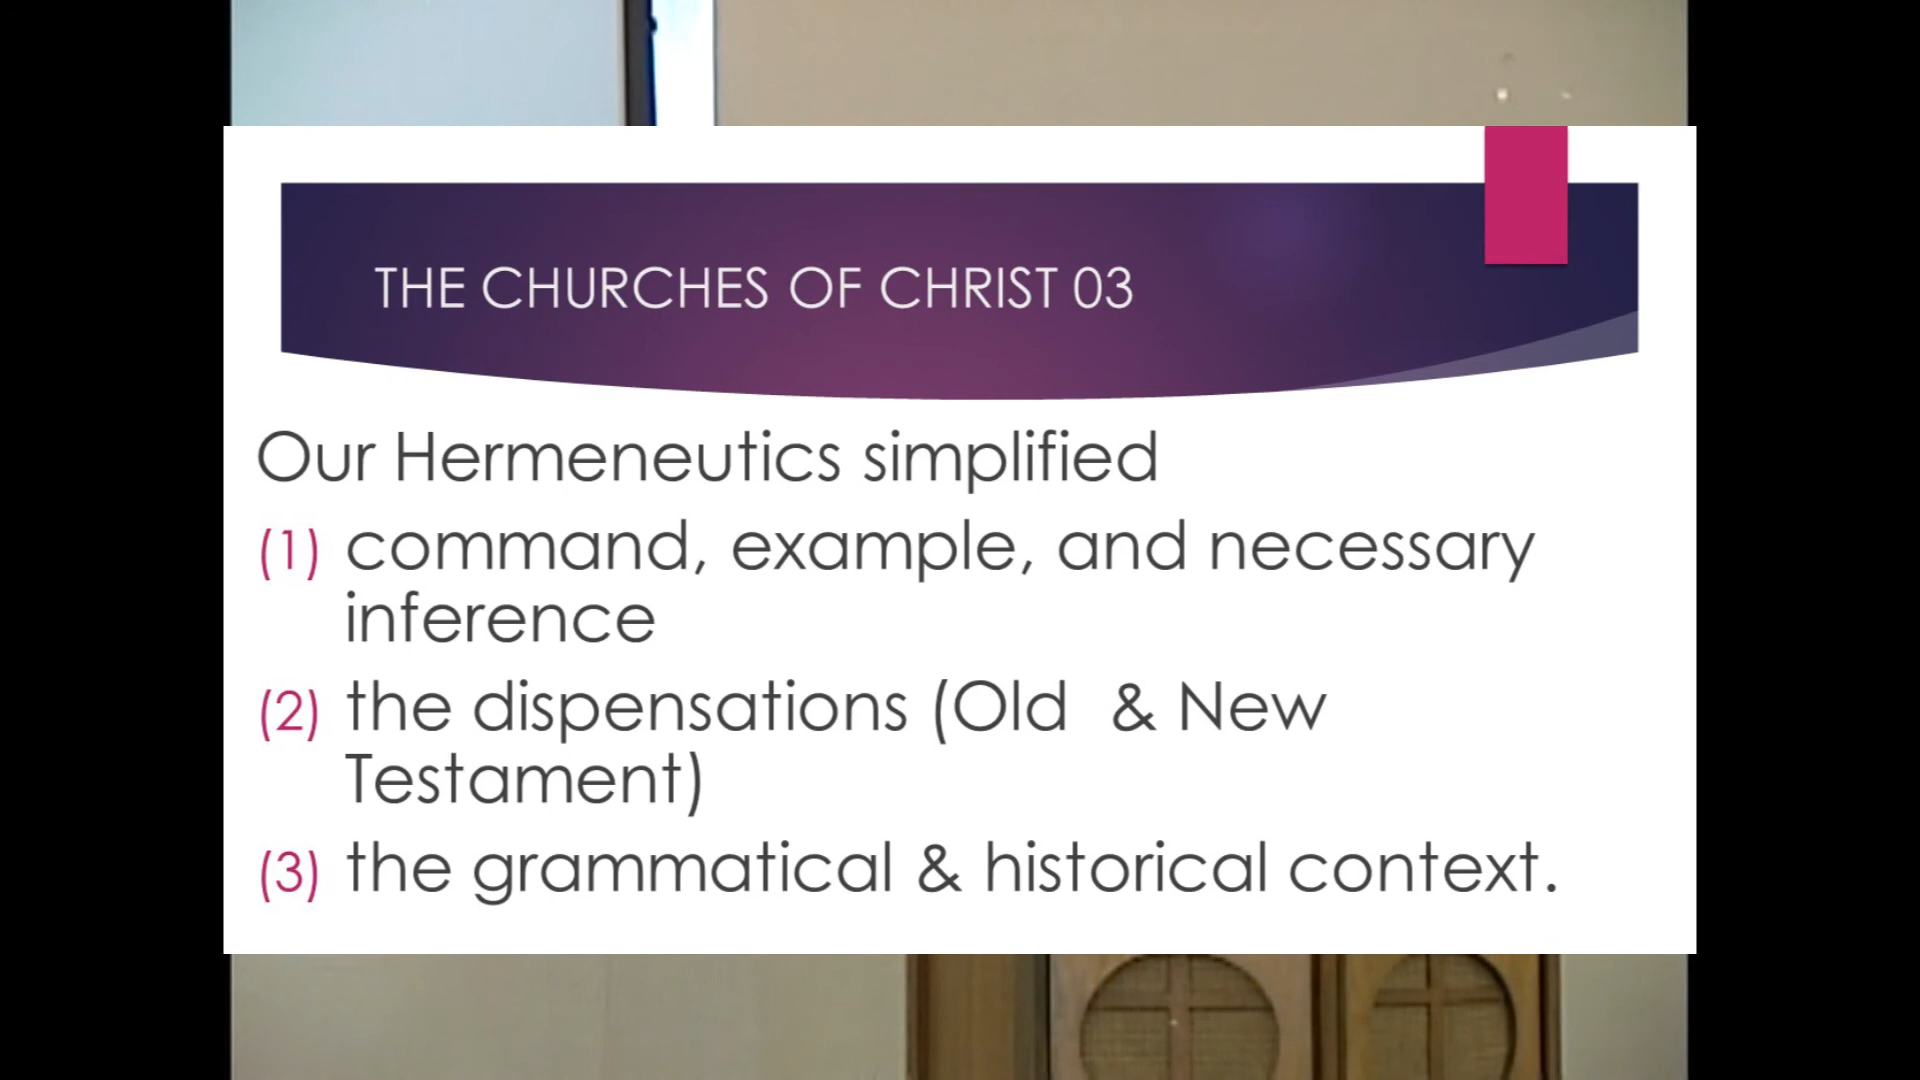 THE CHURCHES OF CHRIST 03
Our Hermeneutics simplified
(1) command, example, and necessary
inference
(2) the dispensations (Old & New
Testament)
(3) the grammatical & historical context.